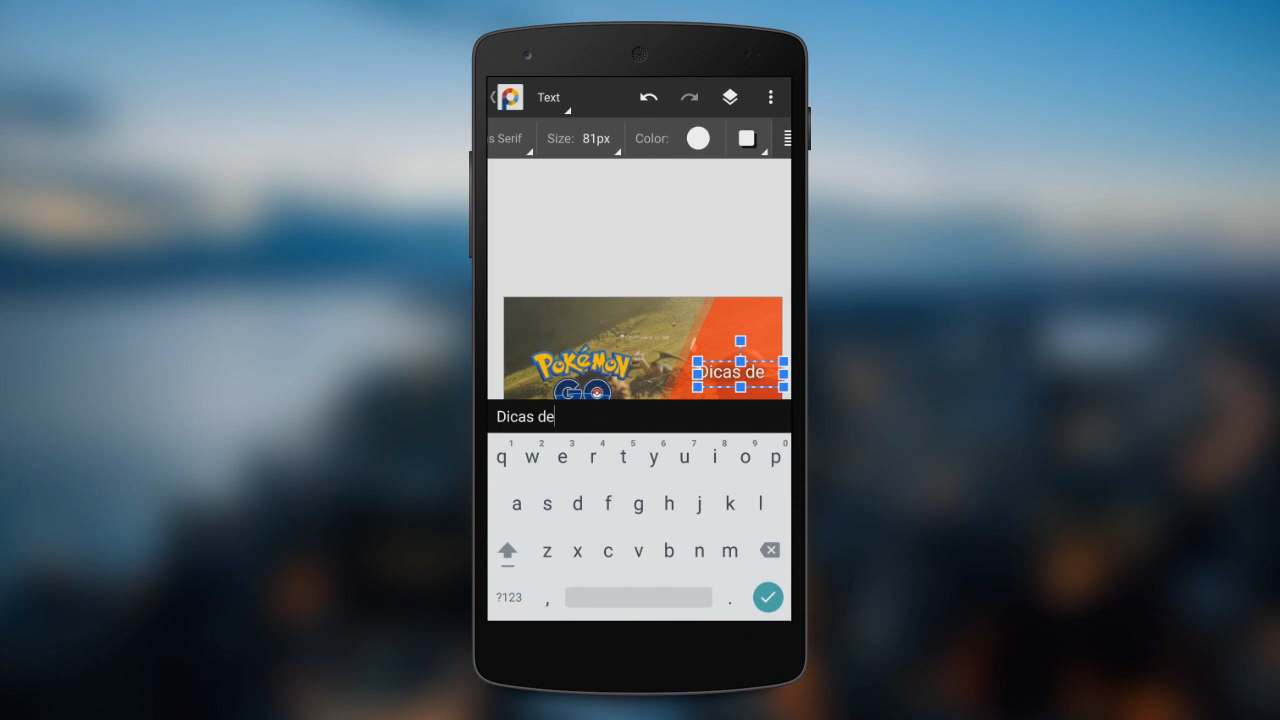 Text
s Serif
Size: 81px
Color:
POKÉMON
GO
Dicas de
Dicas de
1 2 3 4 5 6 7 8 9 0
q w e r t y u i o p
a s d f g h j k l
z x c v b n m
?123 , .